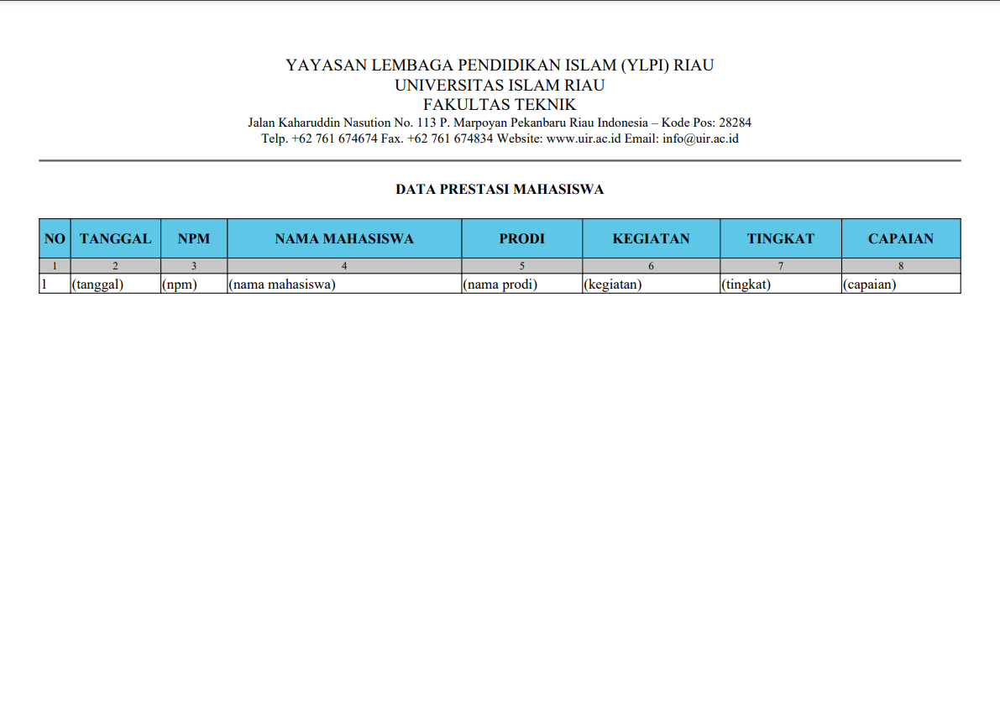 YAYASAN LEMBAGA PENDIDIKAN ISLAM (YLPI) RIAU
UNIVERSITAS ISLAM RIAU
FAKULTAS TEKNIK
Jalan Kaharuddin Nasution No. 113 P. Marpoyan Pekanbaru Riau Indonesia – Kode Pos: 28284
Telp. +62 761 674674 Fax. +62 761 674834 Website: www.uir.ac.id Email: info@uir.ac.id
DATA PRESTASI MAHASISWA
NO TANGGAL NPM NAMA MAHASISWA PRODI KEGIATAN TINGKAT CAPAIAN
1 2 3 4 5 6 7 8
1 (tanggal) (npm) (nama mahasiswa) (nama prodi) (kegiatan) (tingkat) (capaian)